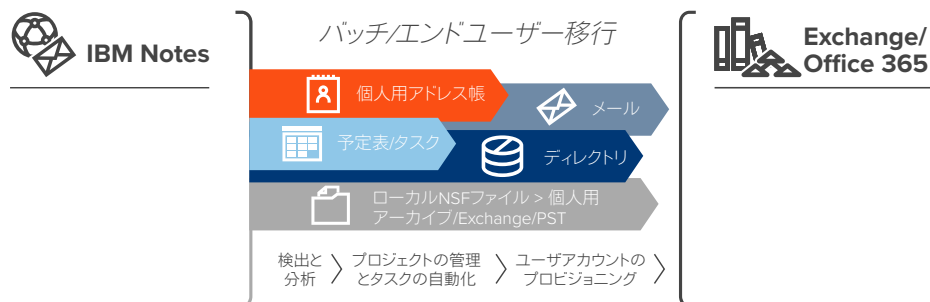 IBM Notes
バッチ/エンドユーザー移行
Exchange/
Office 365
個人用アドレス帳
メール
予定表/タスク
ディレクトリ
ローカルNSFファイル > 個人用
アーカイブ/Exchange/PST
検出と
分析
プロジェクトの管理
とタスクの自動化
ユーザアカウントの
プロビジョニング